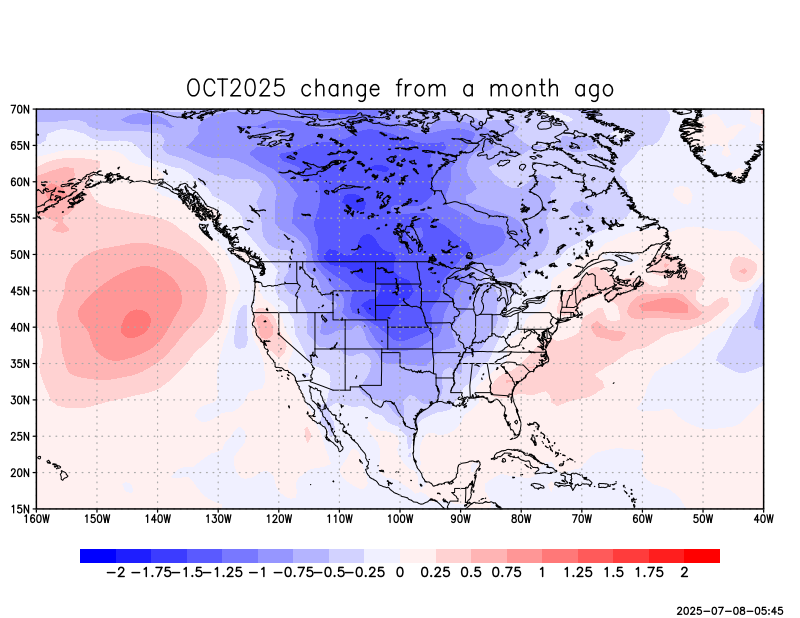 OCT2025 change from a month ago
70N
65N
60N
55N
50N
45N
40N
35N
30N
25N
20N
15N
160W 150W 140W 130W 120W 110W 100W 90W 80W 70W 60W 50W 40W
-2 -1.75 -1.5 -1.25 -1 -0.75 -0.5 -0.25 0 0.25 0.5 0.75 1 1.25 1.5 1.75 2
2025-07-08-05:45